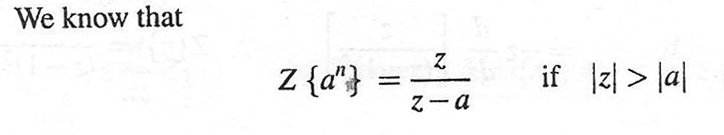 We know that
Z {aⁿ} = z / (z − a) if |z| > |a|